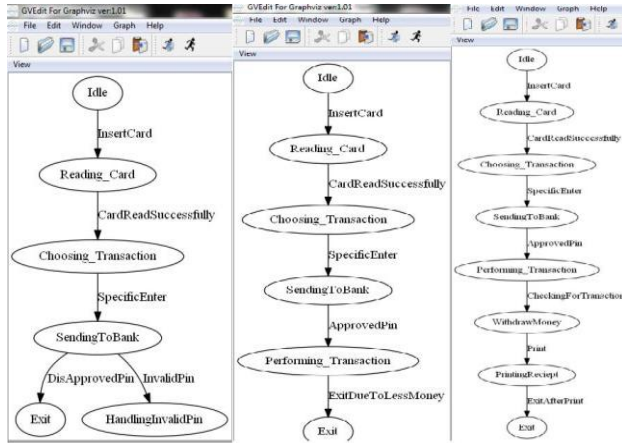 GVEdit For Graphviz ver:1.01
File Edit Window Graph Help
View
Idle
InsertCard
Reading_Card
CardReadSuccessfully
Choosing_Transaction
SpecificEnter
SendingToBank
DisApprovedPin InvalidPin
Exit HandlingInvalidPin
GVEdit For Graphviz ver:1.01
File Edit Window Graph Help
View
Idle
InsertCard
Reading_Card
CardReadSuccessfully
Choosing_Transaction
SpecificEnter
SendingToBank
ApprovedPin
Performing_Transaction
ExitDueToLessMoney
Exit
File Edit Window Graph Help
View
Idle
InsertCard
Reading_Card
CardReadSuccessfully
Choosing_Transaction
SpecificEnter
SendingToBank
ApprovedPin
Performing_Transaction
CheckingForTransaction
WithdrawMoney
Print
PrintingReciept
ExitAfterPrint
Exit